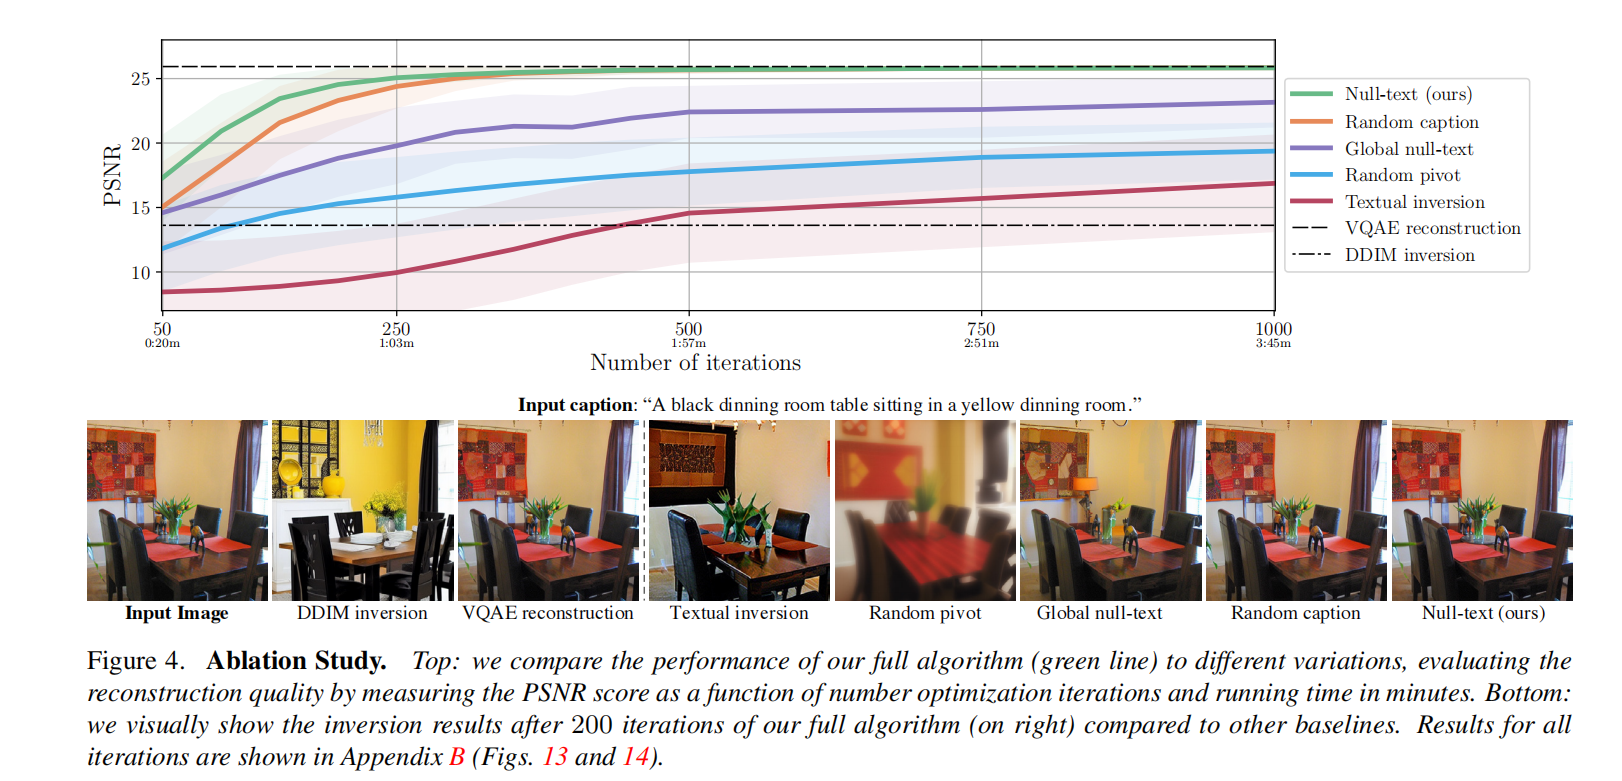 25
20
15
10
PSNR
50 250 500 750 1000
0:20m 1:03m 1:57m 2:51m 3:45m
Number of iterations
Null-text (ours)
Random caption
Global null-text
Random pivot
Textual inversion
VQAE reconstruction
DDIM inversion
Input caption: “A black dinning room table sitting in a yellow dinning room.”
Input Image DDIM inversion VQAE reconstruction Textual inversion Random pivot Global null-text Random caption Null-text (ours)
Figure 4. Ablation Study. Top: we compare the performance of our full algorithm (green line) to different variations, evaluating the
reconstruction quality by measuring the PSNR score as a function of number optimization iterations and running time in minutes. Bottom:
we visually show the inversion results after 200 iterations of our full algorithm (on right) compared to other baselines. Results for all
iterations are shown in Appendix B (Figs. 13 and 14).